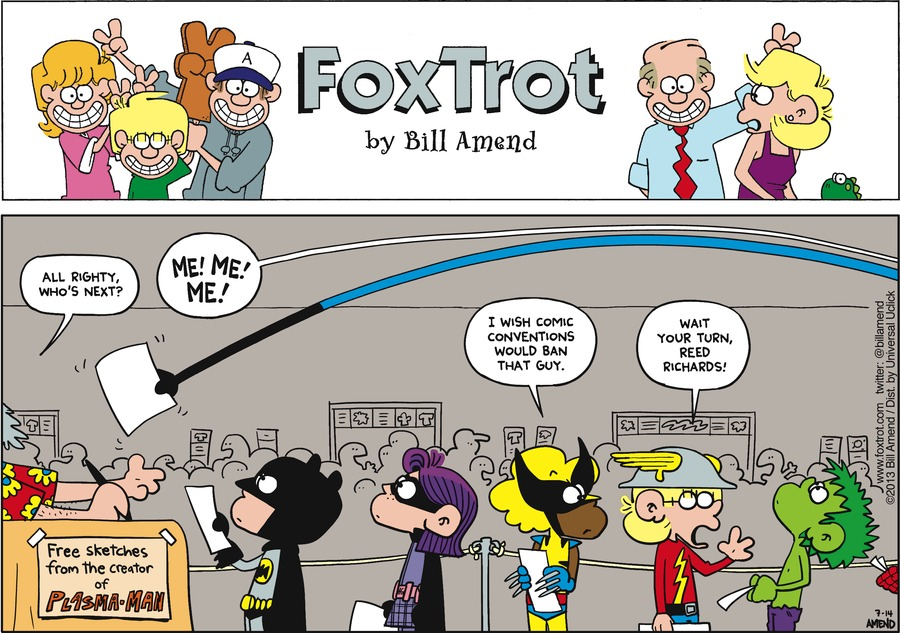 A
FoxTrot
by Bill Amend
ALL RIGHTY,
WHO'S NEXT?
ME! ME!
ME!
I WISH COMIC
CONVENTIONS
WOULD BAN
THAT GUY.
WAIT
YOUR TURN,
REED
RICHARDS!
Free sketches
from the creator
of
PLASMA-MAN
www.foxtrot.com twitter: @billamend
©2013 Bill Amend / Dist. by Universal Uclick
7-14
AMEND